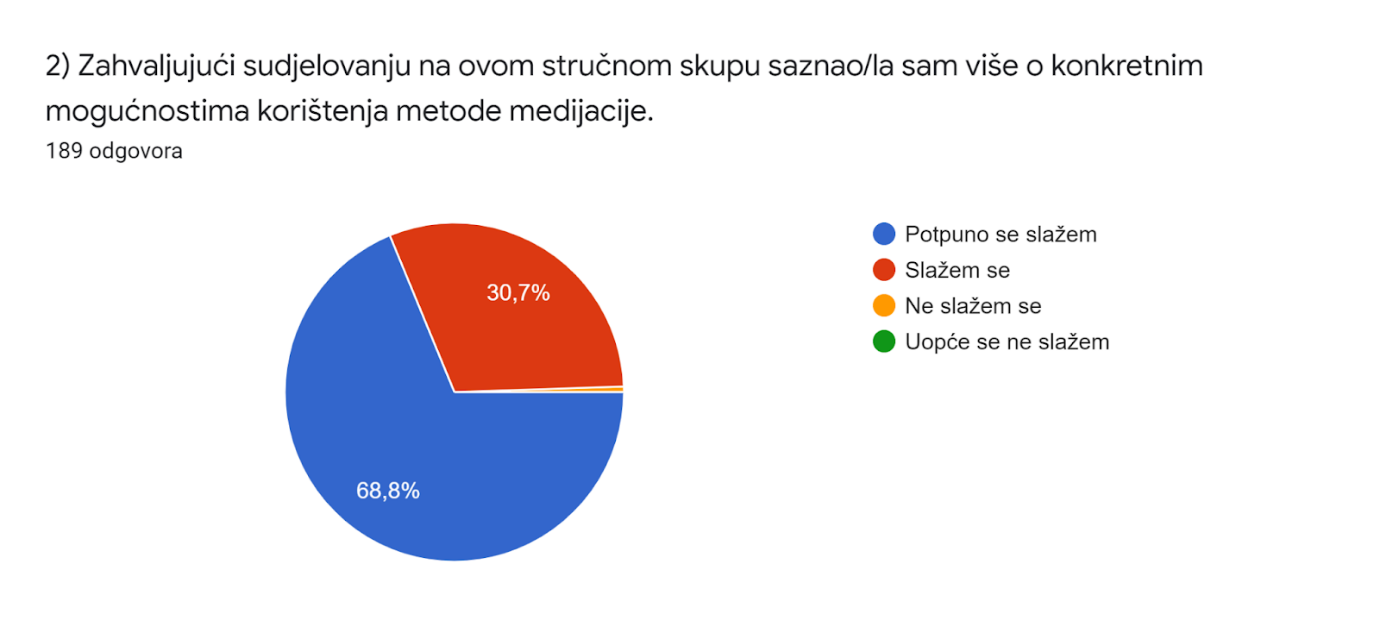 2) Zahvaljujući sudjelovanju na ovom stručnom skupu saznao/la sam više o konkretnim
mogućnostima korištenja metode medijacije.
189 odgovora
30,7%
68,8%
Potpuno se slažem
Slažem se
Ne slažem se
Uopće se ne slažem